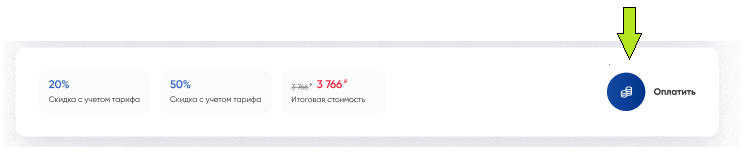 20%
Скидка с учетом тарифа
50%
Скидка с учетом тарифа
3 766 ₽ 3 766 ₽
Итоговая стоимость
Оплатить